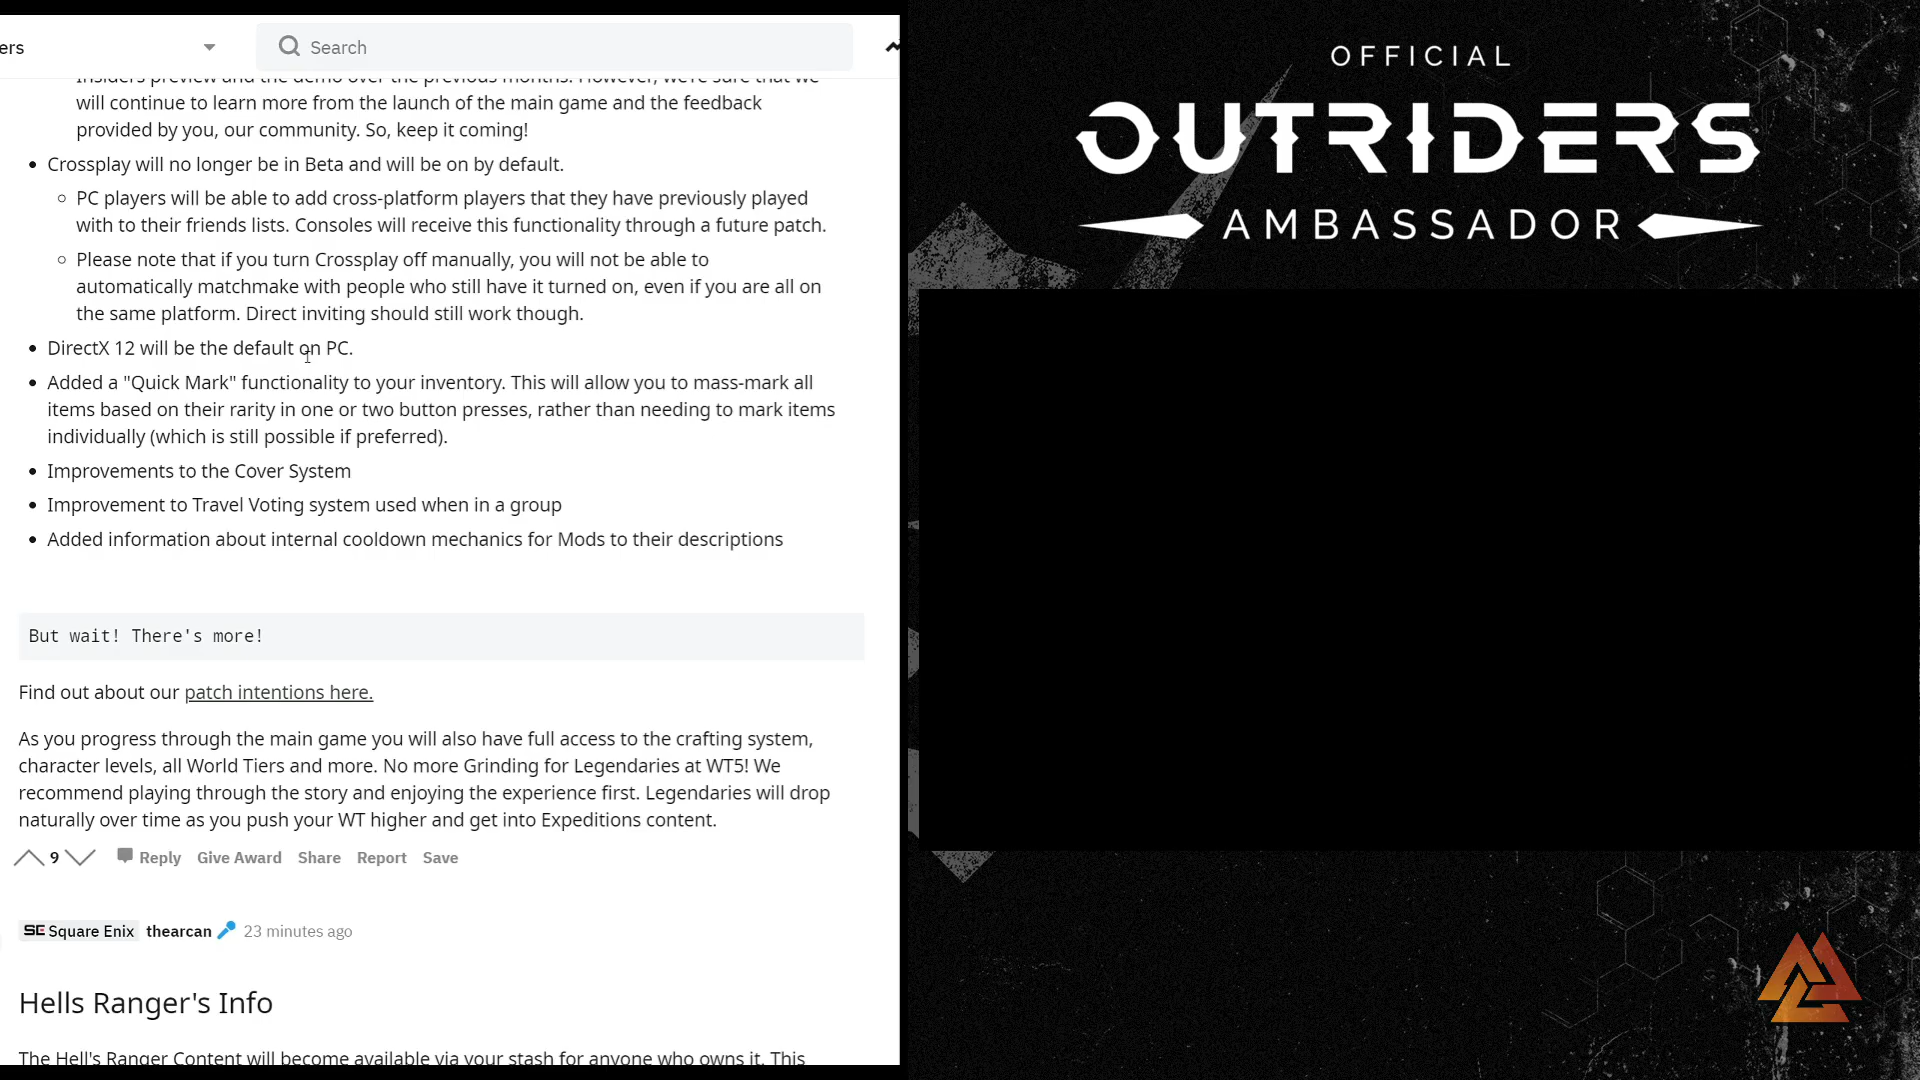 ers
Search
Insiders preview and the demo over the previous months. However, we're sure that we
will continue to learn more from the launch of the main game and the feedback
provided by you, our community. So, keep it coming!
Crossplay will no longer be in Beta and will be on by default.
PC players will be able to add cross-platform players that they have previously played
with to their friends lists. Consoles will receive this functionality through a future patch.
Please note that if you turn Crossplay off manually, you will not be able to
automatically matchmake with people who still have it turned on, even if you are all on
the same platform. Direct inviting should still work though.
DirectX 12 will be the default on PC.
Added a "Quick Mark" functionality to your inventory. This will allow you to mass-mark all
items based on their rarity in one or two button presses, rather than needing to mark items
individually (which is still possible if preferred).
Improvements to the Cover System
Improvement to Travel Voting system used when in a group
Added information about internal cooldown mechanics for Mods to their descriptions
But wait! There's more!
Find out about our patch intentions here.
As you progress through the main game you will also have full access to the crafting system,
character levels, all World Tiers and more. No more Grinding for Legendaries at WT5! We
recommend playing through the story and enjoying the experience first. Legendaries will drop
naturally over time as you push your WT higher and get into Expeditions content.
9 Reply Give Award Share Report Save
SE Square Enix thearcan 23 minutes ago
Hells Ranger's Info
The Hell's Ranger Content will become available via your stash for anyone who owns it. This
OFFICIAL
OUTRIDERS
AMBASSADOR